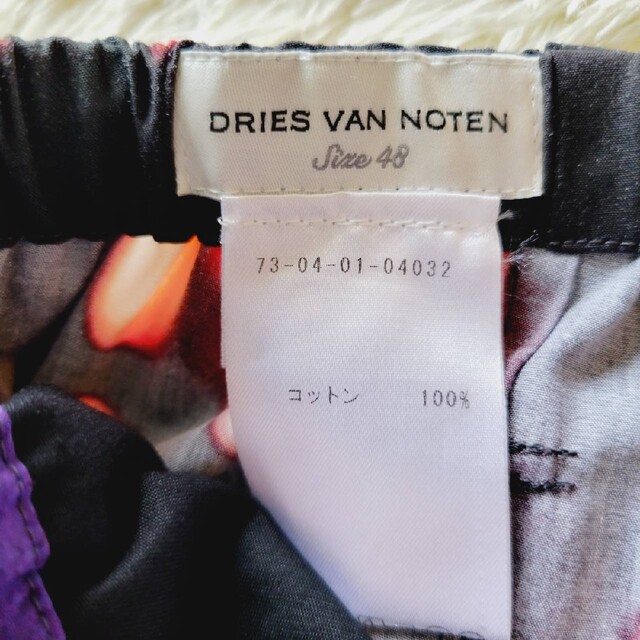 DRIES VAN NOTEN
Size 48
73-04-01-04032
コットン 100%